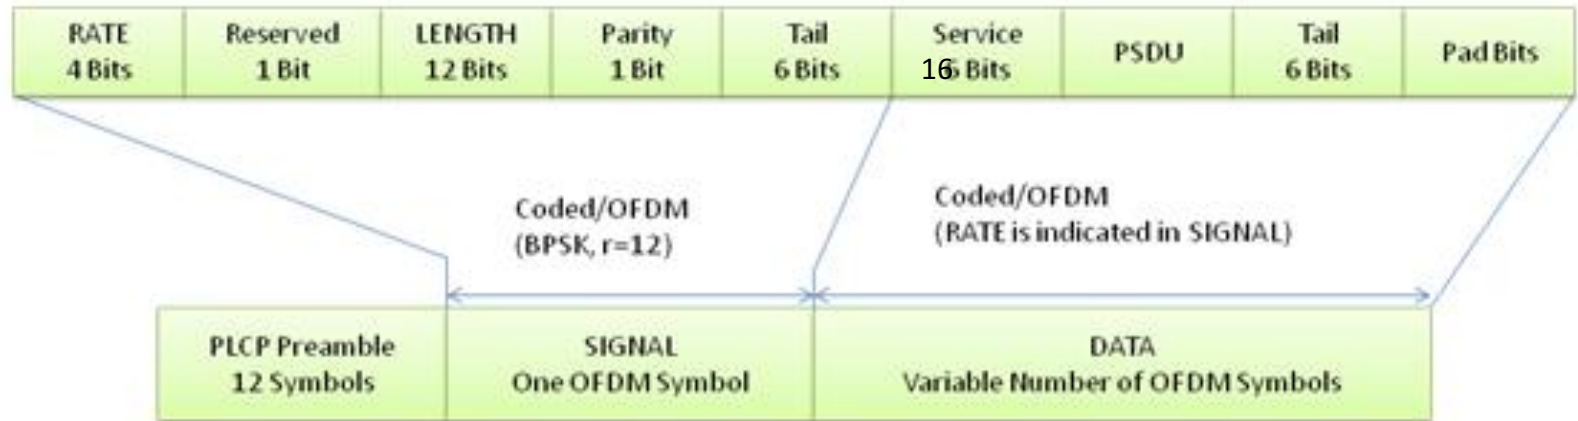 RATE
4 Bits
Reserved
1 Bit
LENGTH
12 Bits
Parity
1 Bit
Tail
6 Bits
Service
16 Bits
PSDU
Tail
6 Bits
Pad Bits
Coded/OFDM
(BPSK, r=12)
Coded/OFDM
(RATE is indicated in SIGNAL)
PLCP Preamble
12 Symbols
SIGNAL
One OFDM Symbol
DATA
Variable Number of OFDM Symbols